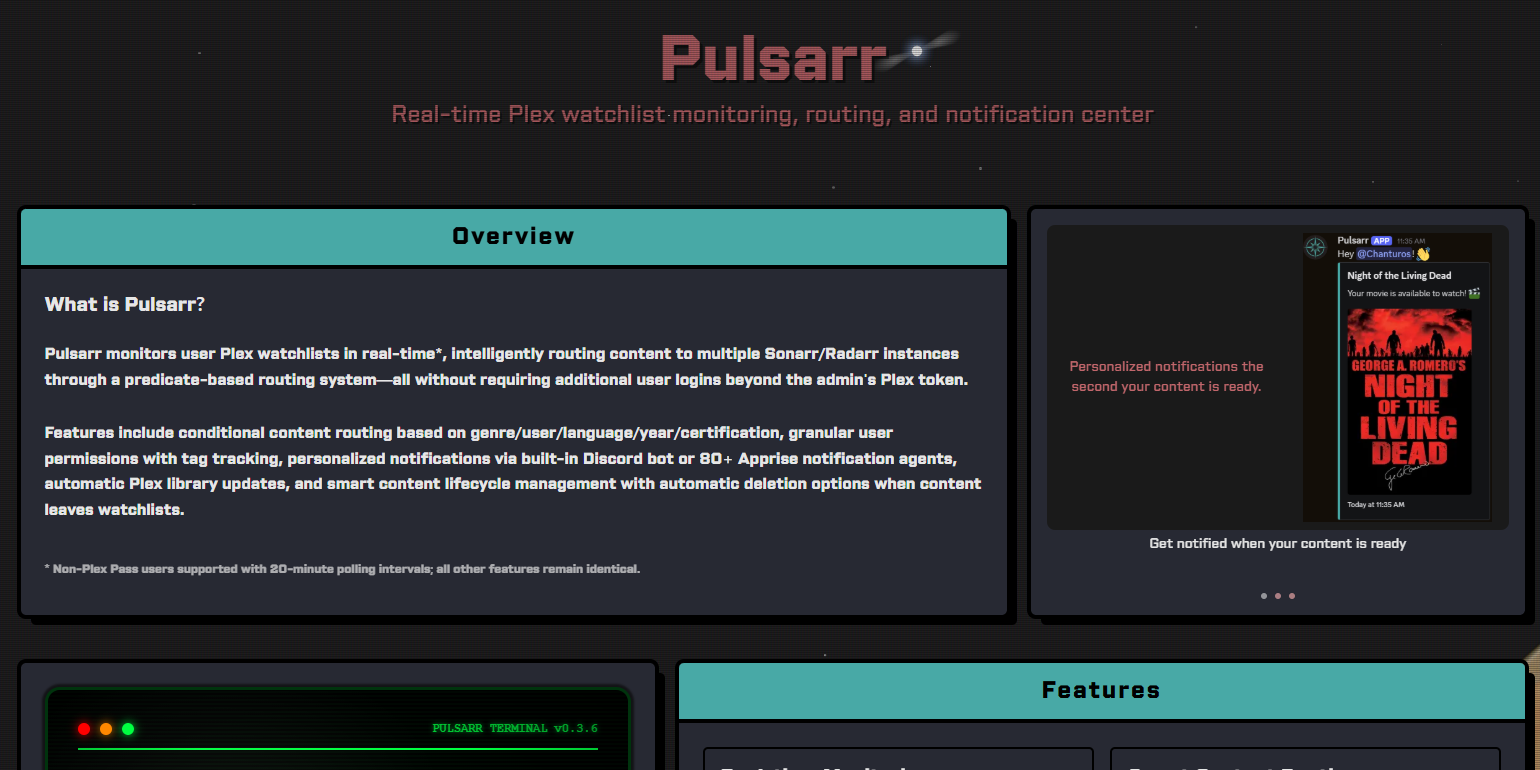 Pulsarr
Real-time Plex watchlist monitoring, routing, and notification center
Overview
What is Pulsarr?
Pulsarr monitors user Plex watchlists in real-time*, intelligently routing content to multiple Sonarr/Radarr instances
through a predicate-based routing system—all without requiring additional user logins beyond the admin's Plex token.
Features include conditional content routing based on genre/user/language/year/certification, granular user
permissions with tag tracking, personalized notifications via built-in Discord bot or 80+ Apprise notification agents,
automatic Plex library updates, and smart content lifecycle management with automatic deletion options when content
leaves watchlists.
* Non-Plex Pass users supported with 20-minute polling intervals; all other features remain identical.
Personalized notifications the
second your content is ready.
Pulsarr APP 11:35 AM
Hey @Chanturos! 👋
Night of the Living Dead
Your movie is available to watch! 🎬
GEORGE A. ROMERO'S
NIGHT
OF THE
LIVING
DEAD
Today at 11:35 AM
Get notified when your content is ready
PULSARR TERMINAL v0.3.6
Features